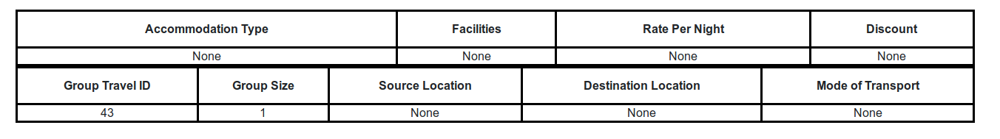 Accommodation Type Facilities Rate Per Night Discount
None None None None
Group Travel ID Group Size Source Location Destination Location Mode of Transport
43 1 None None None